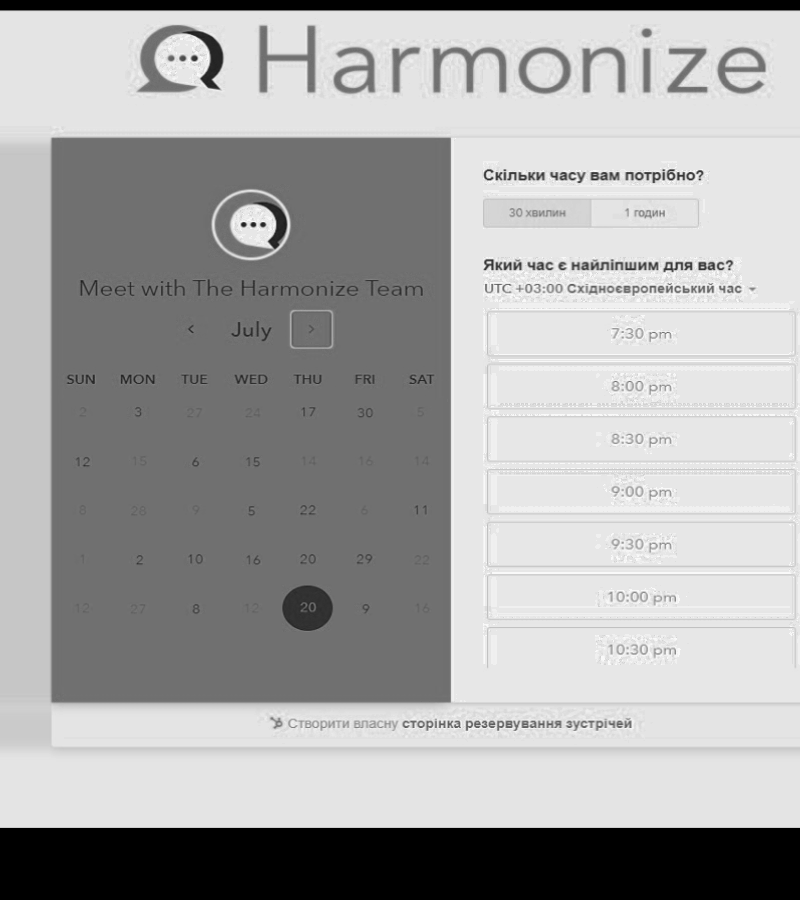 Harmonize
Meet with The Harmonize Team
July
SUN MON TUE WED THU FRI SAT
2 3 27 24 17 30 5
12 15 6 15 14 16 14
8 28 9 5 22 6 11
1 2 10 16 20 29 22
12 27 8 12 20 9 16
Скільки часу вам потрібно?
30 хвилин 1 годин
Який час є найліпшим для вас?
UTC +03:00 Східноєвропейський час
7:30 pm
8:00 pm
8:30 pm
9:00 pm
9:30 pm
10:00 pm
10:30 pm
Створити власну сторінка резервування зустрічей